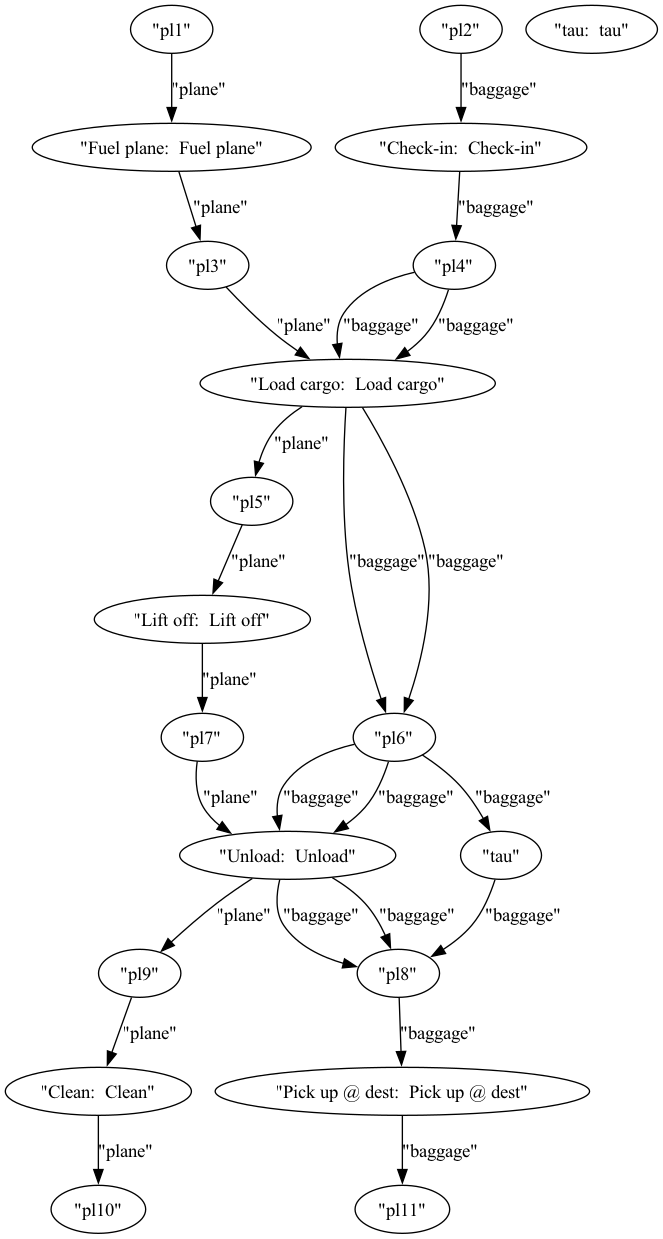 "pl1" "pl2" "tau:  tau"
"plane" "baggage"
"Fuel plane:  Fuel plane" "Check-in:  Check-in"
"plane" "baggage"
"pl3" "pl4"
"plane" "baggage" "baggage"
"Load cargo:  Load cargo"
"plane"
"pl5"
"plane" "baggage" "baggage"
"Lift off:  Lift off"
"plane"
"pl7" "pl6"
"plane" "baggage" "baggage" "baggage"
"Unload:  Unload" "tau"
"plane" "baggage" "baggage" "baggage"
"pl9" "pl8"
"plane" "baggage"
"Clean:  Clean" "Pick up @ dest:  Pick up @ dest"
"plane" "baggage"
"pl10" "pl11"